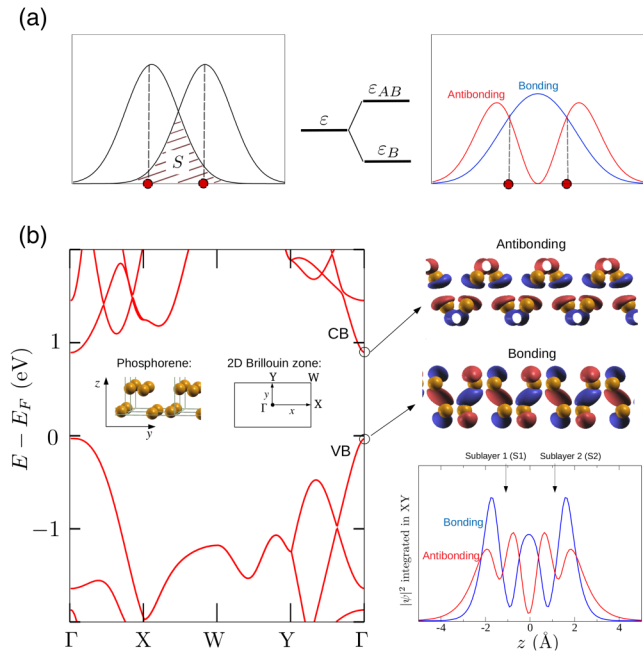 (a)
S
ε
ε_AB
ε_B
Antibonding
Bonding
(b)
E − E_F (eV)
1
0
−1
Γ X W Y Γ
CB
VB
Phosphorene:
z
y
2D Brillouin zone:
Y W
y
Γ x X
Antibonding
Bonding
Sublayer 1 (S1) Sublayer 2 (S2)
Bonding
Antibonding
|ψ|² integrated in XY
-4 -2 0 2 4
z (Å)